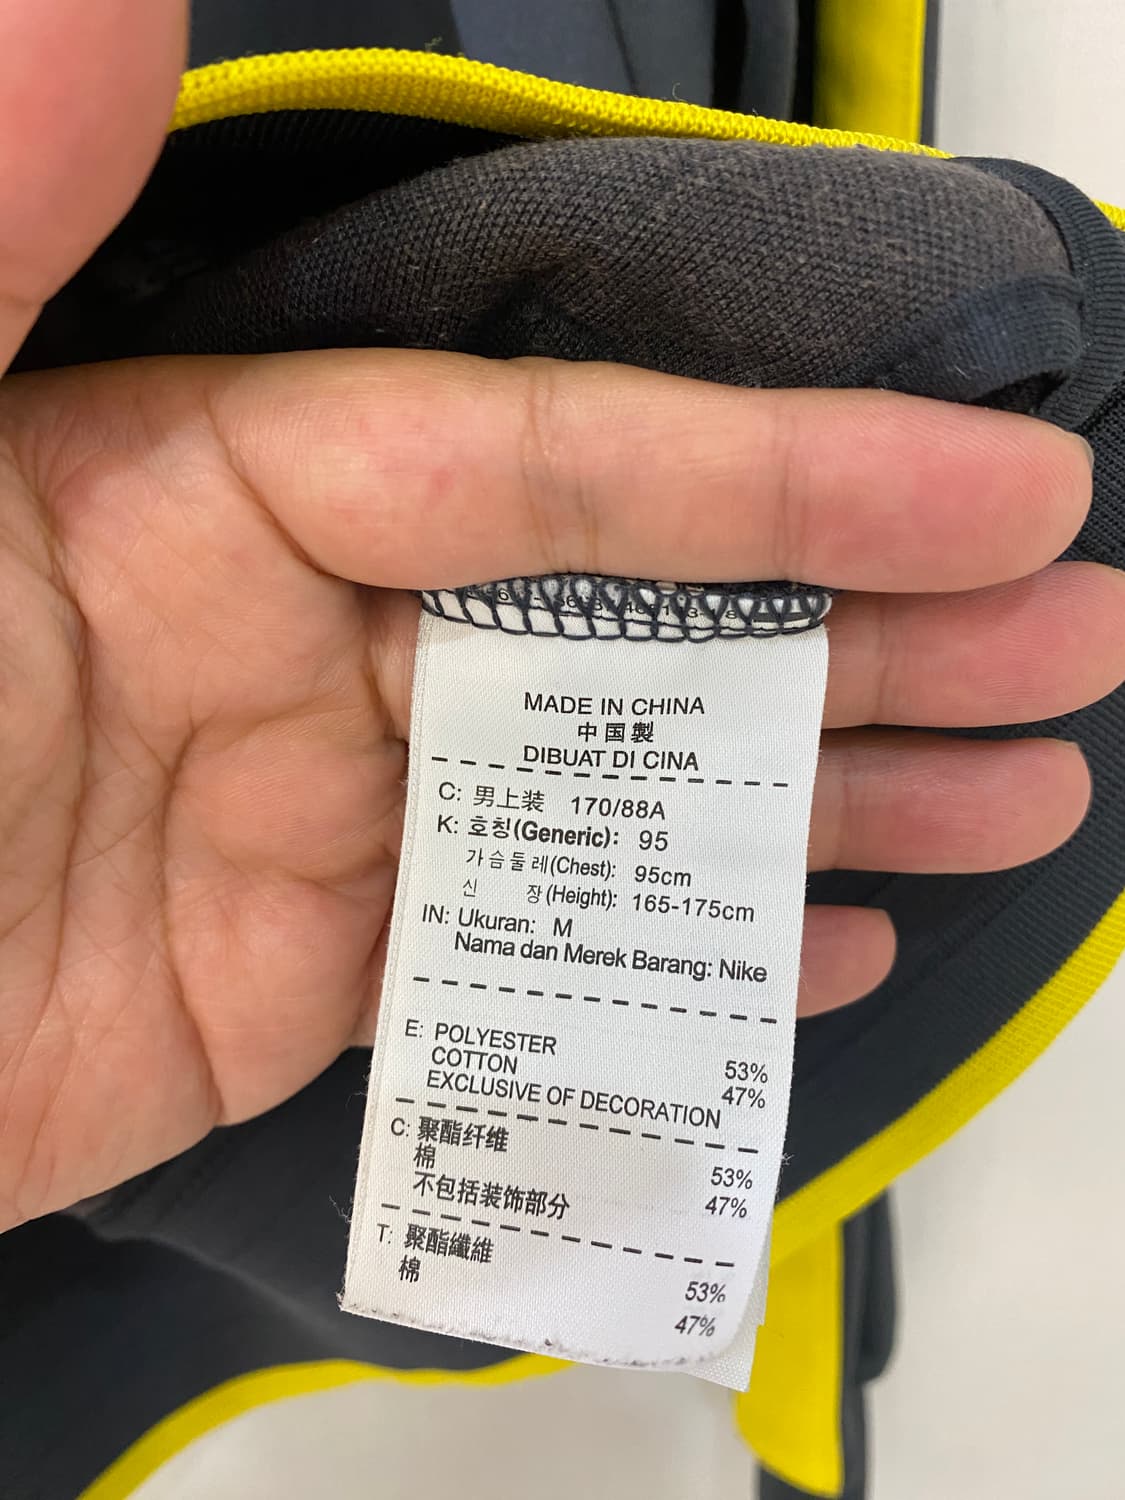 MADE IN CHINA
中国製
DIBUAT DI CINA
C: 男上装 170/88A
K: 호칭(Generic): 95
가슴둘레(Chest): 95cm
신 장(Height): 165-175cm
IN: Ukuran: M
Nama dan Merek Barang: Nike
E: POLYESTER 53%
COTTON 47%
EXCLUSIVE OF DECORATION
C: 聚酯纤维 53%
棉 47%
不包括装饰部分
T: 聚酯纖維 53%
棉 47%